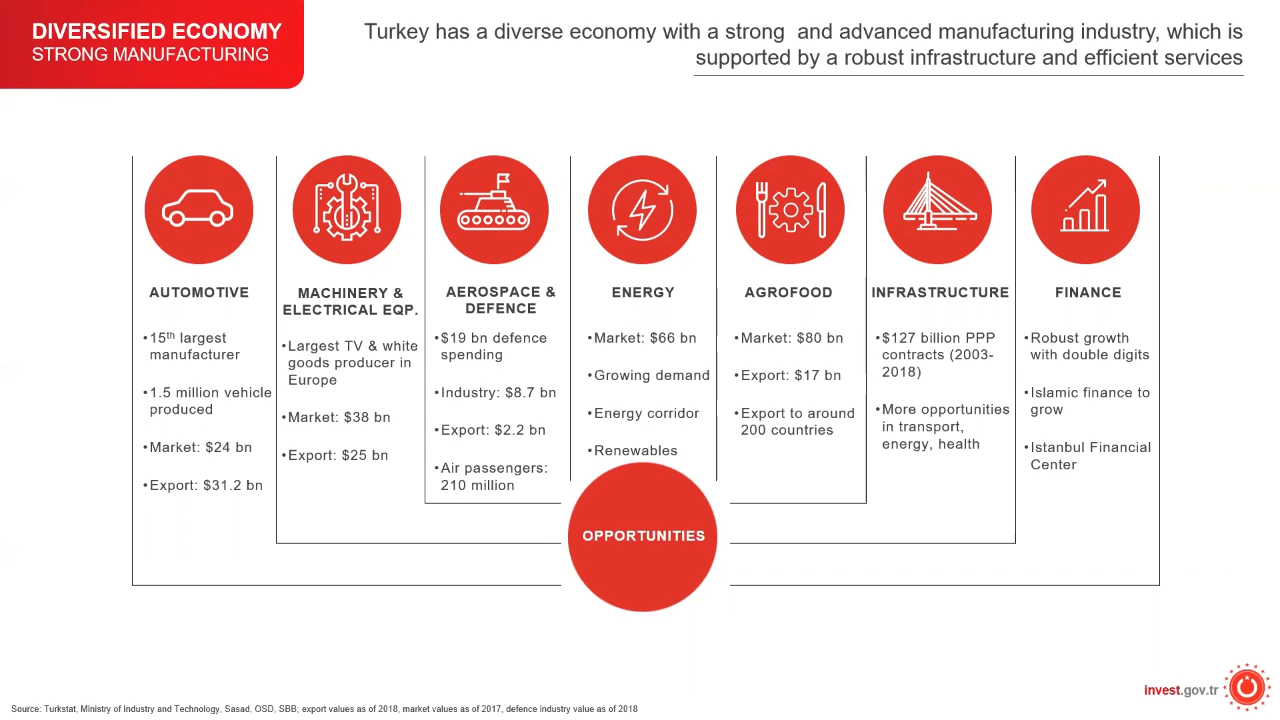 DIVERSIFIED ECONOMY
STRONG MANUFACTURING
Turkey has a diverse economy with a strong  and advanced manufacturing industry, which is
supported by a robust infrastructure and efficient services
AUTOMOTIVE
•15th largest
manufacturer
•1.5 million vehicle
produced
•Market: $24 bn
•Export: $31.2 bn
MACHINERY &
ELECTRICAL EQP.
•Largest TV & white
goods producer in
Europe
•Market: $38 bn
•Export: $25 bn
AEROSPACE &
DEFENCE
•$19 bn defence
spending
•Industry: $8.7 bn
•Export: $2.2 bn
•Air passengers:
210 million
ENERGY
•Market: $66 bn
•Growing demand
•Energy corridor
•Renewables
AGROFOOD
•Market: $80 bn
•Export: $17 bn
•Export to around
200 countries
INFRASTRUCTURE
•$127 billion PPP
contracts (2003-
2018)
•More opportunities
in transport,
energy, health
FINANCE
•Robust growth
with double digits
•Islamic finance to
grow
•Istanbul Financial
Center
OPPORTUNITIES
invest.gov.tr
Source: Turkstat, Ministry of Industry and Technology, Sasad, OSD, SBB; export values as of 2018, market values as of 2017, defence industry value as of 2018